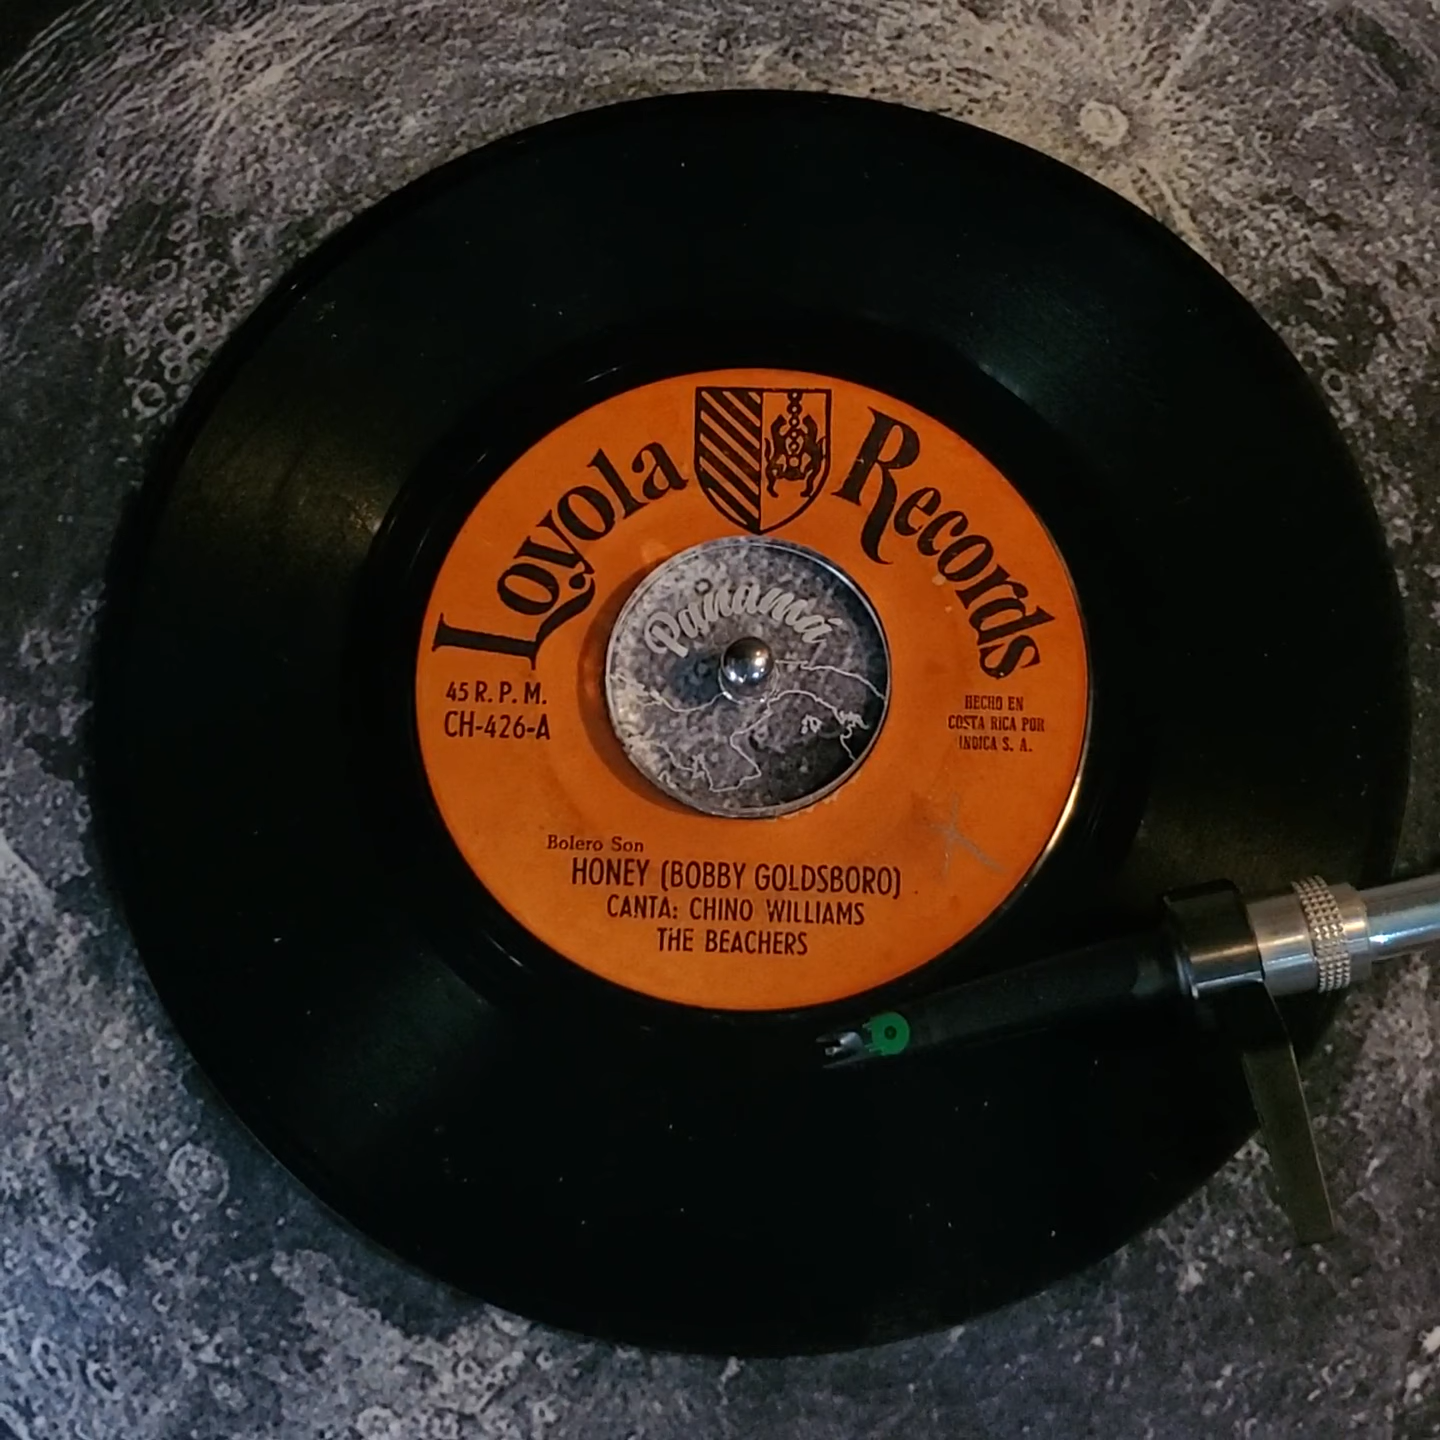 Loyola Records
Panamá
45 R. P. M.
CH-426-A
HECHO EN
COSTA RICA POR
INDICA S. A.
Bolero Son
HONEY (BOBBY GOLDSBORO)
CANTA: CHINO WILLIAMS
THE BEACHERS